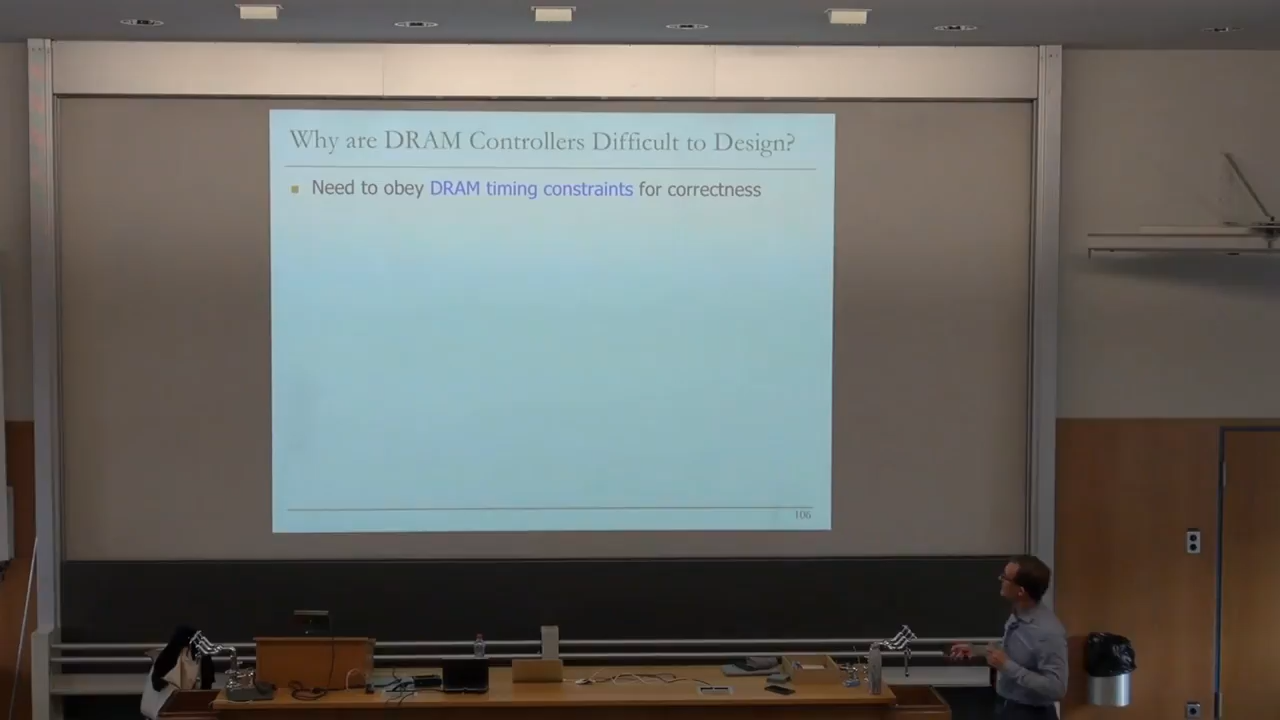 Why are DRAM Controllers Difficult to Design?
Need to obey DRAM timing constraints for correctness
106